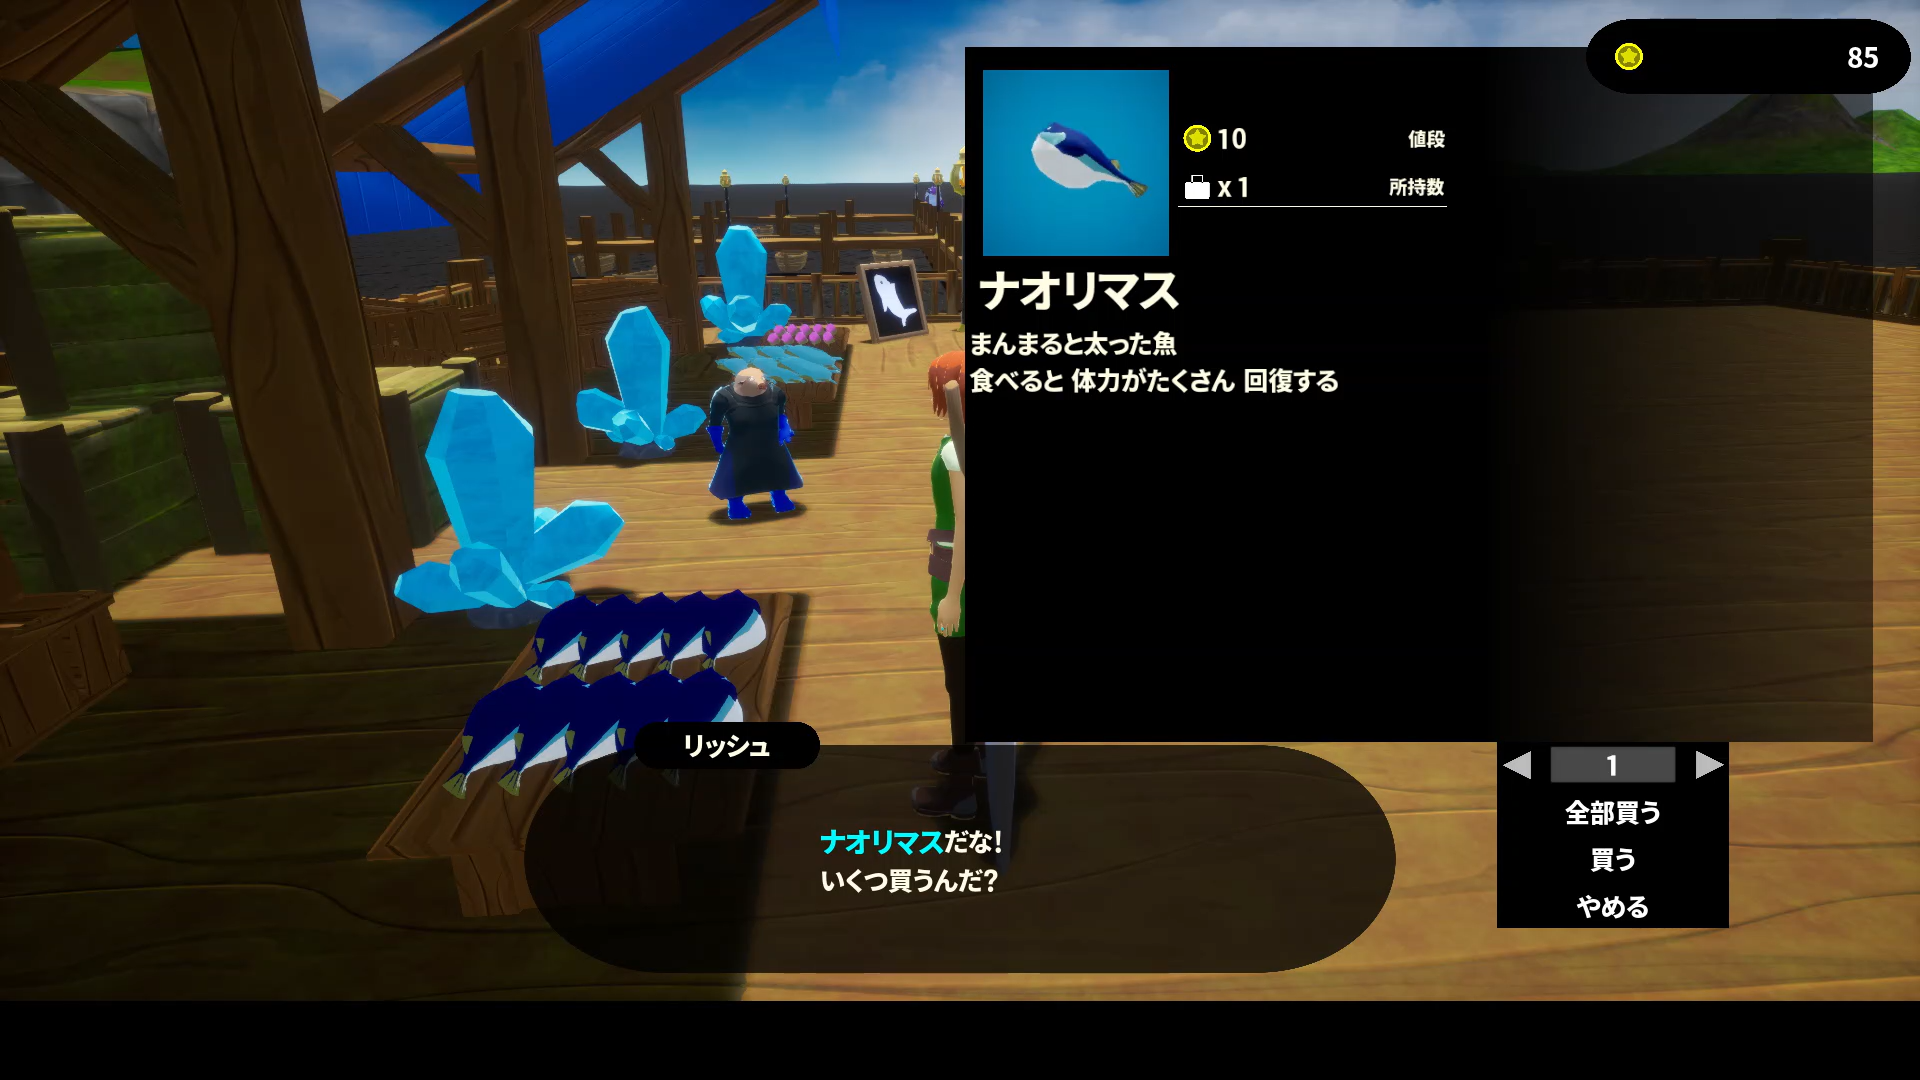 85
10 値段
x 1 所持数
ナオリマス
まんまると太った魚
食べると 体力がたくさん 回復する
リッシュ
ナオリマスだな!
いくつ買うんだ?
1
全部買う
買う
やめる